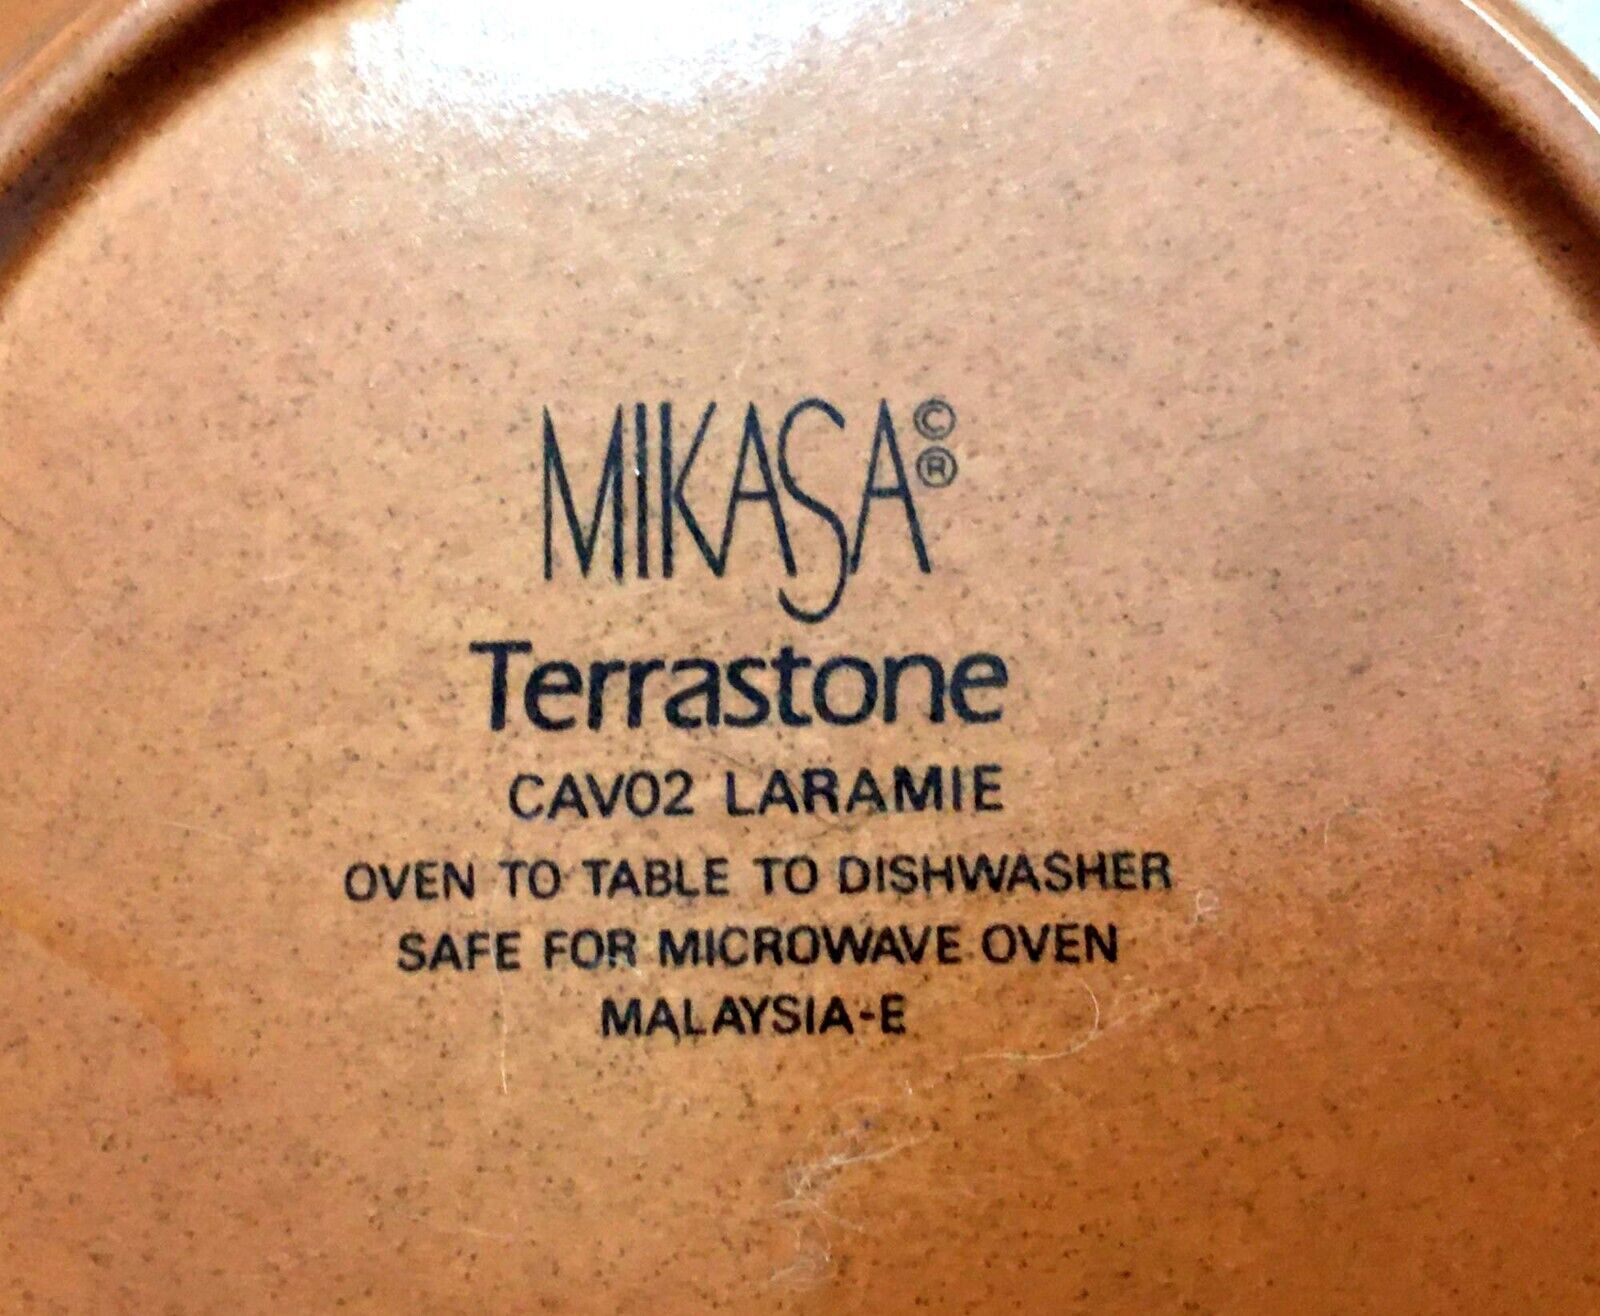 MIKASA©®
Terrastone
CAV02 LARAMIE
OVEN TO TABLE TO DISHWASHER
SAFE FOR MICROWAVE OVEN
MALAYSIA-E